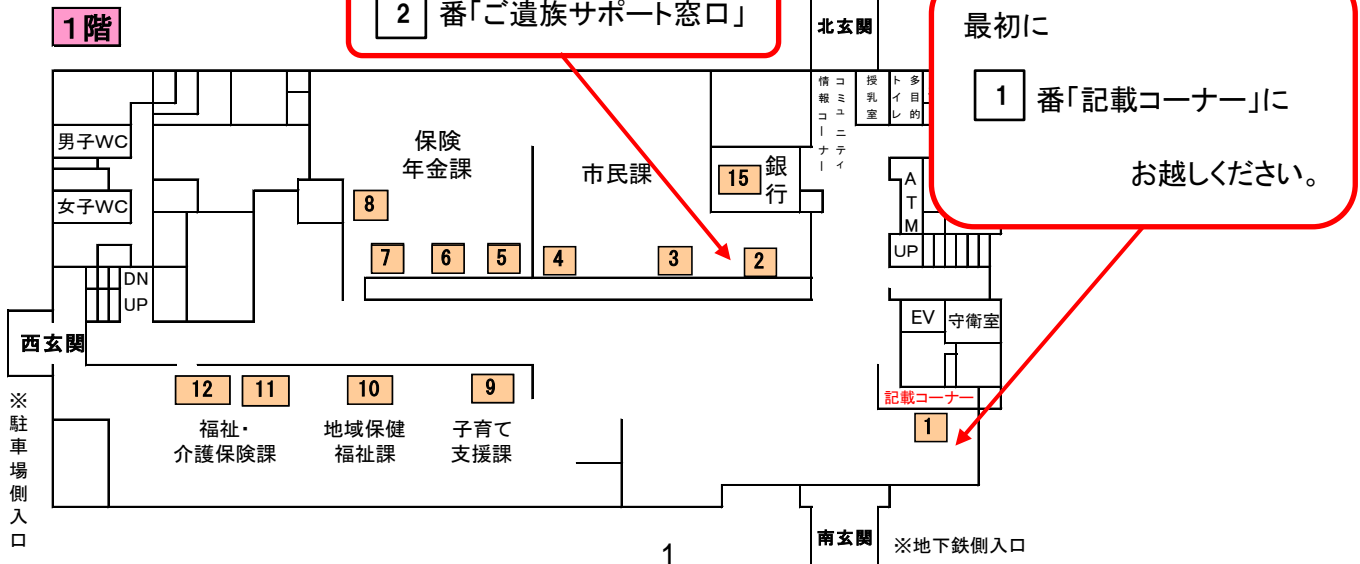 1階
2 番「ご遺族サポート窓口」
北玄関
最初に
1 番「記載コーナー」に
お越しください。
コミュニティ
情報コーナー
授乳室
多目的
トイレ
男子WC
女子WC
保険
年金課
市民課
15
銀行
ATM
8
7
6
5
4
3
2
UP
DN
UP
EV
守衛室
西玄関
※駐車場側入口
12
11
10
9
記載コーナー
1
福祉・
介護保険課
地域保健
福祉課
子育て
支援課
南玄関
※地下鉄側入口
1